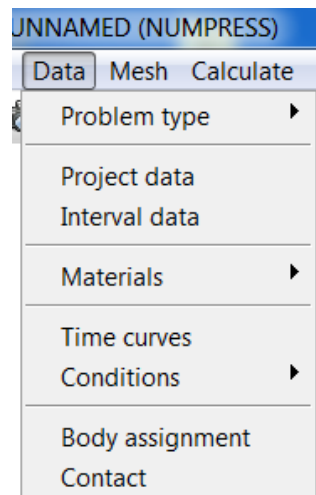 UNNAMED (NUMPRESS)
Data Mesh Calculate
Problem type
Project data
Interval data
Materials
Time curves
Conditions
Body assignment
Contact